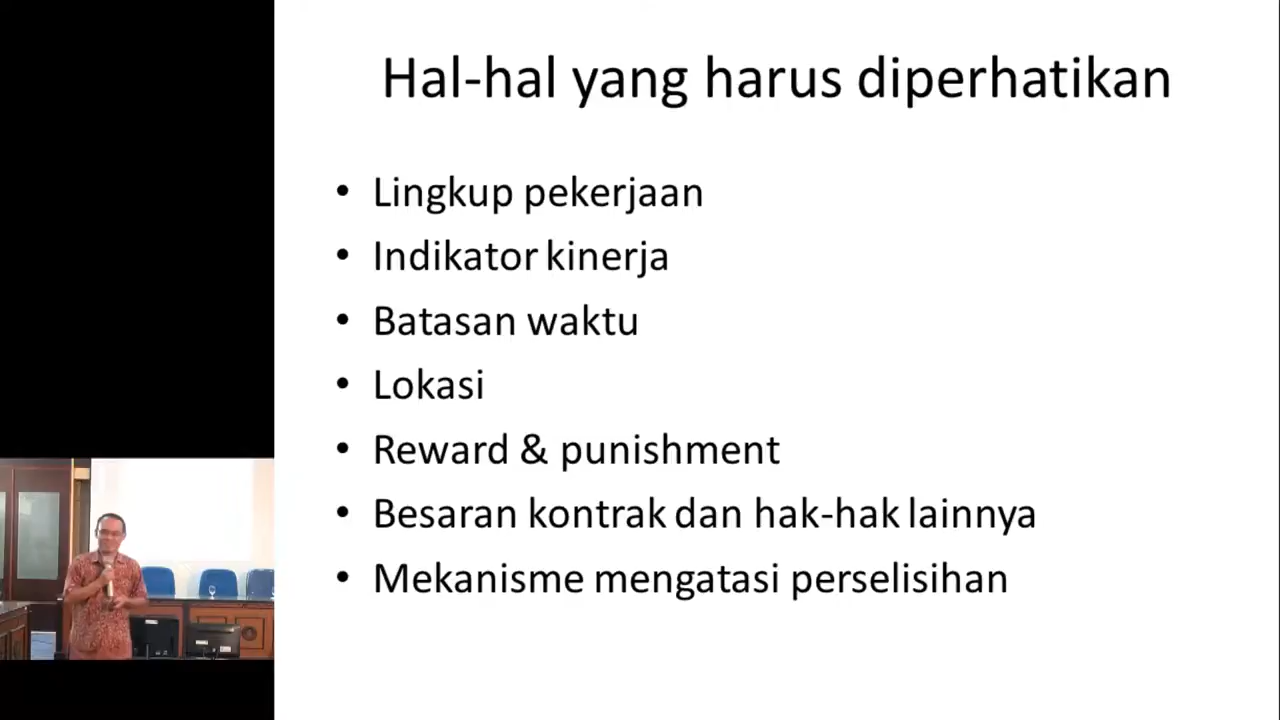 Hal-hal yang harus diperhatikan
• Lingkup pekerjaan
• Indikator kinerja
• Batasan waktu
• Lokasi
• Reward & punishment
• Besaran kontrak dan hak-hak lainnya
• Mekanisme mengatasi perselisihan